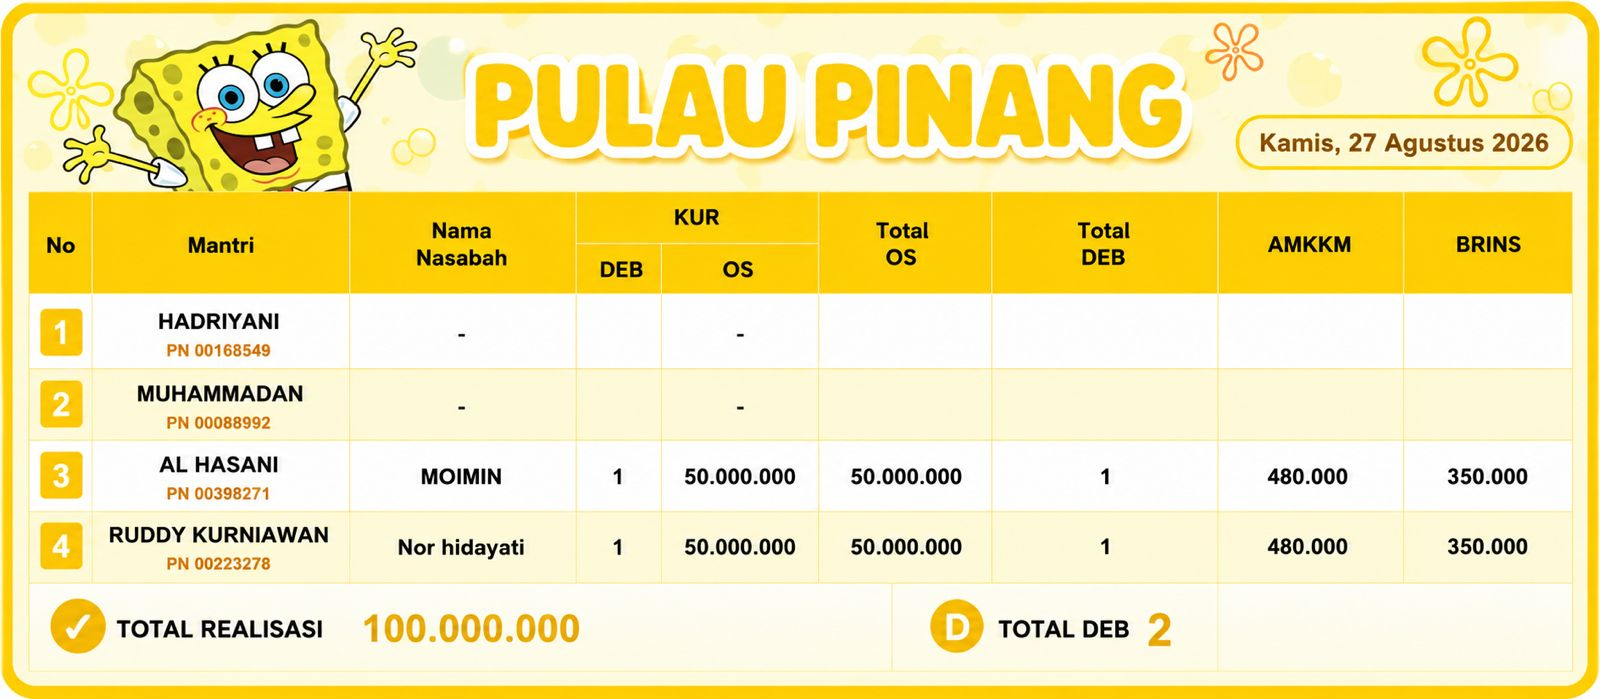 PULAU PINANG
Kamis, 27 Agustus 2026
No Mantri Nama Nasabah KUR Total OS Total DEB AMKKM BRINS
DEB OS
1 HADRIYANI - -
PN 00168549
2 MUHAMMADAN - -
PN 00088992
3 AL HASANI MOIMIN 1 50.000.000 50.000.000 1 480.000 350.000
PN 00398271
4 RUDDY KURNIAWAN Nor hidayati 1 50.000.000 50.000.000 1 480.000 350.000
PN 00223278
TOTAL REALISASI 100.000.000 D TOTAL DEB 2